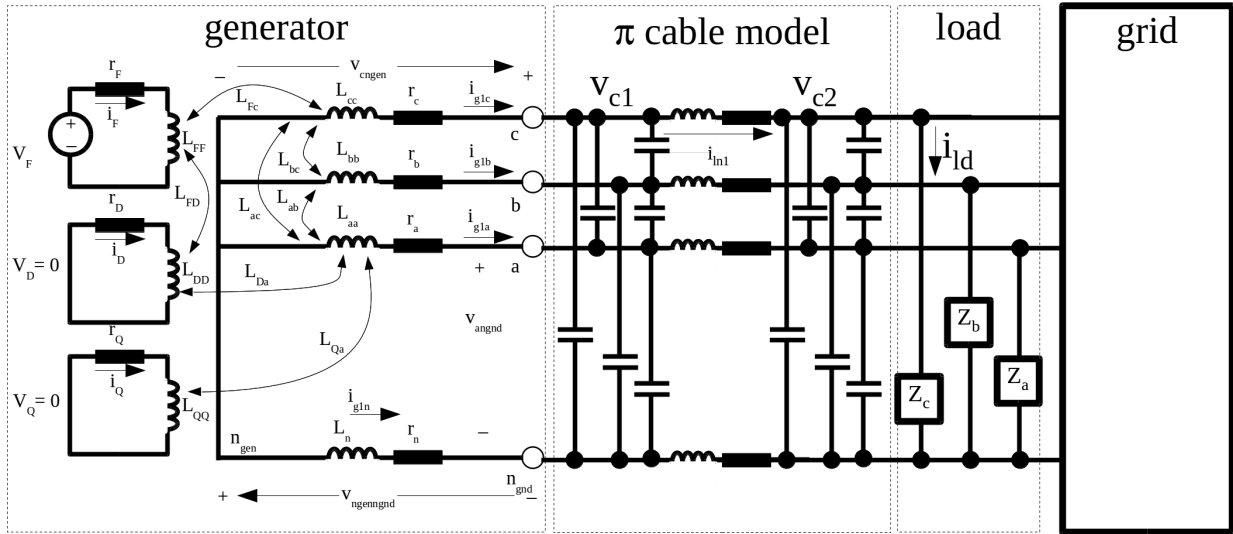 generator
π cable model
load
grid
r_F
i_F
+
−
V_F
L_FF
L_FD
r_D
i_D
V_D= 0
L_DD
r_Q
i_Q
V_Q= 0
L_QQ
−
v_cngen
+
L_Fc
L_cc
r_c
i_g1c
c
L_bc
L_bb
r_b
i_g1b
b
L_ac
L_ab
L_aa
r_a
i_g1a
+
a
L_Da
L_Qa
v_angnd
i_g1n
L_n
r_n
−
n_gen
n_gnd
+
v_ngenngnd
−
v_c1
i_ln1
v_c2
i_ld
Z_c
Z_b
Z_a